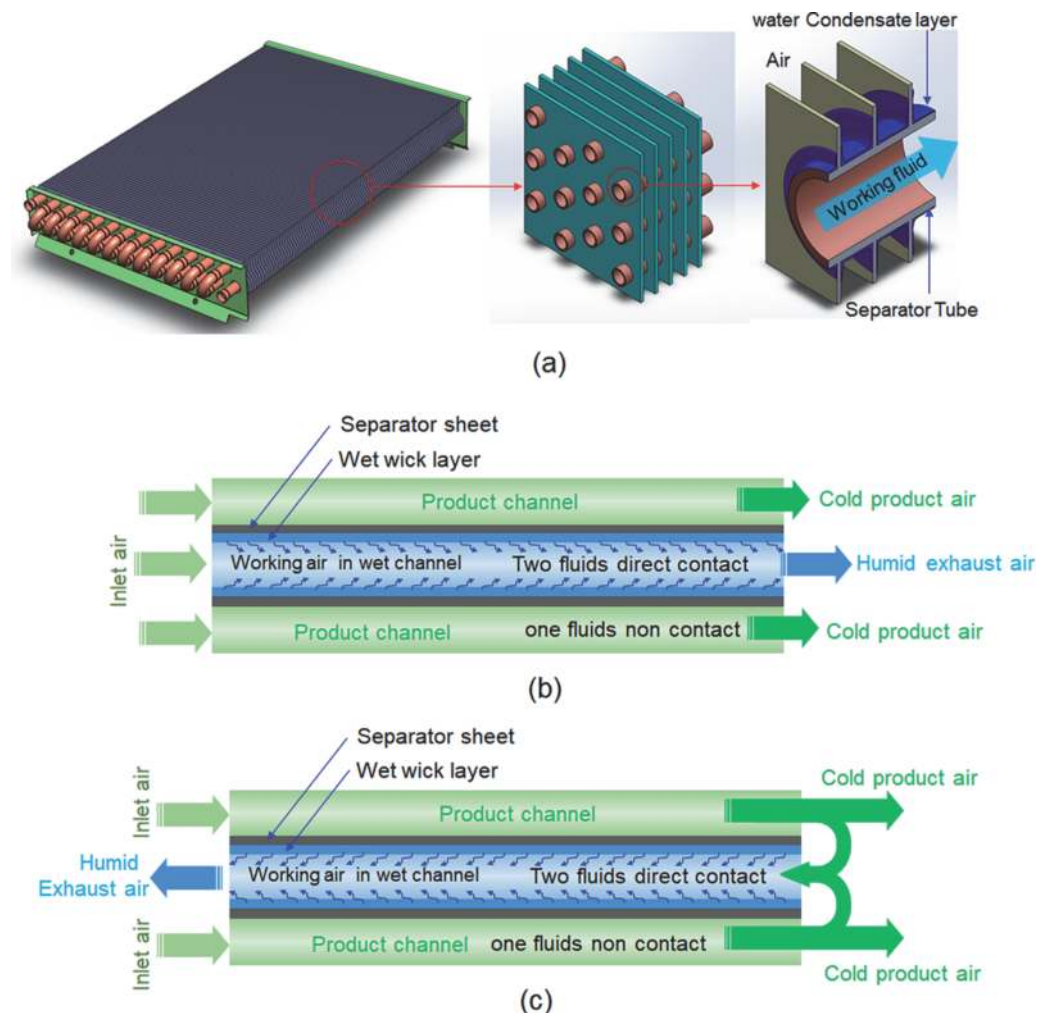 water Condensate layer
Air
Working fluid
Separator Tube
(a)
Separator sheet
Wet wick layer
Inlet air
Product channel
Cold product air
Working air in wet channel
Two fluids direct contact
Humid exhaust air
Product channel
one fluids non contact
Cold product air
(b)
Separator sheet
Wet wick layer
Inlet air
Product channel
Cold product air
Humid
Exhaust air
Working air in wet channel
Two fluids direct contact
Inlet air
Product channel
one fluids non contact
Cold product air
(c)